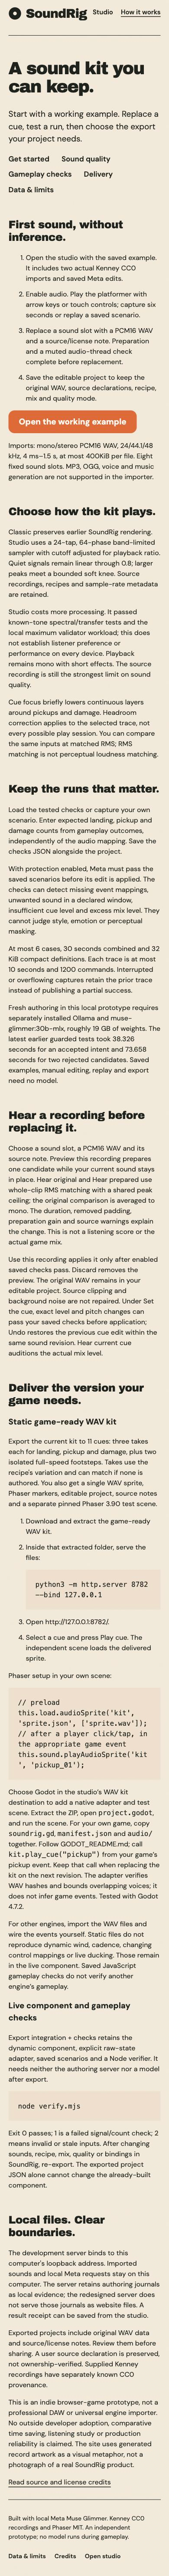 SoundRig Studio How it works
A sound kit you
can keep.
Start with a working example. Replace a
cue, test a run, then choose the export
your project needs.
Get started Sound quality
Gameplay checks Delivery
Data & limits
First sound, without
inference.
1. Open the studio with the saved example.
It includes two actual Kenney CC0
imports and saved Meta edits.
2. Enable audio. Play the platformer with
arrow keys or touch controls; capture six
seconds or replay a saved scenario.
3. Replace a sound slot with a PCM16 WAV
and a source/license note. Preparation
and a muted audio-thread check
complete before replacement.
4. Save the editable project to keep the
original WAV, source declarations, recipe,
mix and quality mode.
Open the working example
Imports: mono/stereo PCM16 WAV, 24/44.1/48
kHz, 4 ms–1.5 s, at most 400KiB per file. Eight
fixed sound slots. MP3, OGG, voice and music
generation are not supported in the importer.
Choose how the kit plays.
Classic preserves earlier SoundRig rendering.
Studio uses a 24-tap, 64-phase band-limited
sampler with cutoff adjusted for playback ratio.
Quiet signals remain linear through 0.8; larger
peaks meet a bounded soft knee. Source
recordings, recipes and sample-rate metadata
are retained.
Studio costs more processing. It passed
known-tone spectral/transfer tests and the
local maximum validator workload; this does
not establish listener preference or
performance on every device. Playback
remains mono with short effects. The source
recording is still the strongest limit on sound
quality.
Cue focus briefly lowers continuous layers
around pickups and damage. Headroom
correction applies to the selected trace, not
every possible play session. You can compare
the same inputs at matched RMS; RMS
matching is not perceptual loudness matching.
Keep the runs that matter.
Load the tested checks or capture your own
scenario. Enter expected landing, pickup and
damage counts from gameplay outcomes,
independently of the audio mapping. Save the
checks JSON alongside the project.
With protection enabled, Meta must pass the
saved scenarios before its edit is applied. The
checks can detect missing event mappings,
unwanted sound in a declared window,
insufficient cue level and excess mix level. They
cannot judge style, emotion or perceptual
masking.
At most 6 cases, 30 seconds combined and 32
KiB compact definitions. Each trace is at most
10 seconds and 1200 commands. Interrupted
or overflowing captures retain the prior trace
instead of publishing a partial success.
Fresh authoring in this local prototype requires
separately installed Ollama and muse-
glimmer:30b-mlx, roughly 19 GB of weights. The
latest earlier guarded tests took 38.326
seconds for an accepted intent and 73.658
seconds for two rejected candidates. Saved
examples, manual editing, replay and export
need no model.
Hear a recording before
replacing it.
Choose a sound slot, a PCM16 WAV and its
source note. Preview this recording prepares
one candidate while your current sound stays
in place. Hear original and Hear prepared use
whole-clip RMS matching with a shared peak
ceiling; the original comparison is averaged to
mono. The duration, removed padding,
preparation gain and source warnings explain
the change. This is not a listening score or the
actual game mix.
Use this recording applies it only after enabled
saved checks pass. Discard removes the
preview. The original WAV remains in your
editable project. Source clipping and
background noise are not repaired. Under Set
the cue, exact level and pitch changes can
pass your saved checks before application;
Undo restores the previous cue edit within the
same sound revision. Hear current cue
auditions the actual mix level.
Deliver the version your
game needs.
Static game-ready WAV kit
Export the current kit to 11 cues: three takes
each for landing, pickup and damage, plus two
isolated full-speed footsteps. Takes use the
recipe's variation and can match if none is
authored. You also get a single WAV sprite,
Phaser markers, editable project, source notes
and a separate pinned Phaser 3.90 test scene.
1. Download and extract the game-ready
WAV kit.
2. Inside that extracted folder, serve the
files:
python3 -m http.server 8782
--bind 127.0.0.1
3. Open http://127.0.0.1:8782/.
4. Select a cue and press Play cue. The
independent scene loads the delivered
sprite.
Phaser setup in your own scene:
// preload
this.load.audioSprite('kit',
'sprite.json', ['sprite.wav']);
// after a player click/tap, in
the appropriate game event
this.sound.playAudioSprite('kit
', 'pickup_01');
Choose Godot in the studio's WAV kit
destination to add a native adapter and test
scene. Extract the ZIP, open project.godot,
and run the scene. For your own game, copy
soundrig.gd, manifest.json and audio/
together. Follow GODOT_README.md; call
kit.play_cue("pickup") from your game's
pickup event. Keep that call when replacing the
kit on the next revision. The adapter verifies
WAV hashes and bounds overlapping voices; it
does not infer game events. Tested with Godot
4.7.2.
For other engines, import the WAV files and
wire the events yourself. Static files do not
reproduce dynamic wind, cadence, changing
control mappings or live ducking. Those remain
in the live component. Saved JavaScript
gameplay checks do not verify another
engine's gameplay.
Live component and gameplay
checks
Export integration + checks retains the
dynamic component, explicit raw-state
adapter, saved scenarios and a Node verifier. It
needs neither the authoring server nor a model
after export.
node verify.mjs
Exit 0 passes; 1 is a failed signal/count check; 2
means invalid or stale inputs. After changing
sounds, recipe, mix, quality or bindings in
SoundRig, re-export. The exported project
JSON alone cannot change the already-built
component.
Local files. Clear
boundaries.
The development server binds to this
computer's loopback address. Imported
sounds and local Meta requests stay on this
computer. The server retains authoring journals
as local evidence; the redesigned server does
not serve those journals as website files. A
result receipt can be saved from the studio.
Exported projects include original WAV data
and source/license notes. Review them before
sharing. A user source declaration is preserved,
not ownership-verified. Supplied Kenney
recordings have separately known CC0
provenance.
This is an indie browser-game prototype, not a
professional DAW or universal engine importer.
No outside developer adoption, comparative
time saving, listening study or production
reliability is claimed. The site uses generated
record artwork as a visual metaphor, not a
photograph of a real SoundRig product.
Read source and license credits
Built with local Meta Muse Glimmer. Kenney CC0
recordings and Phaser MIT. An independent
prototype; no model runs during gameplay.
Data & limits Credits Open studio